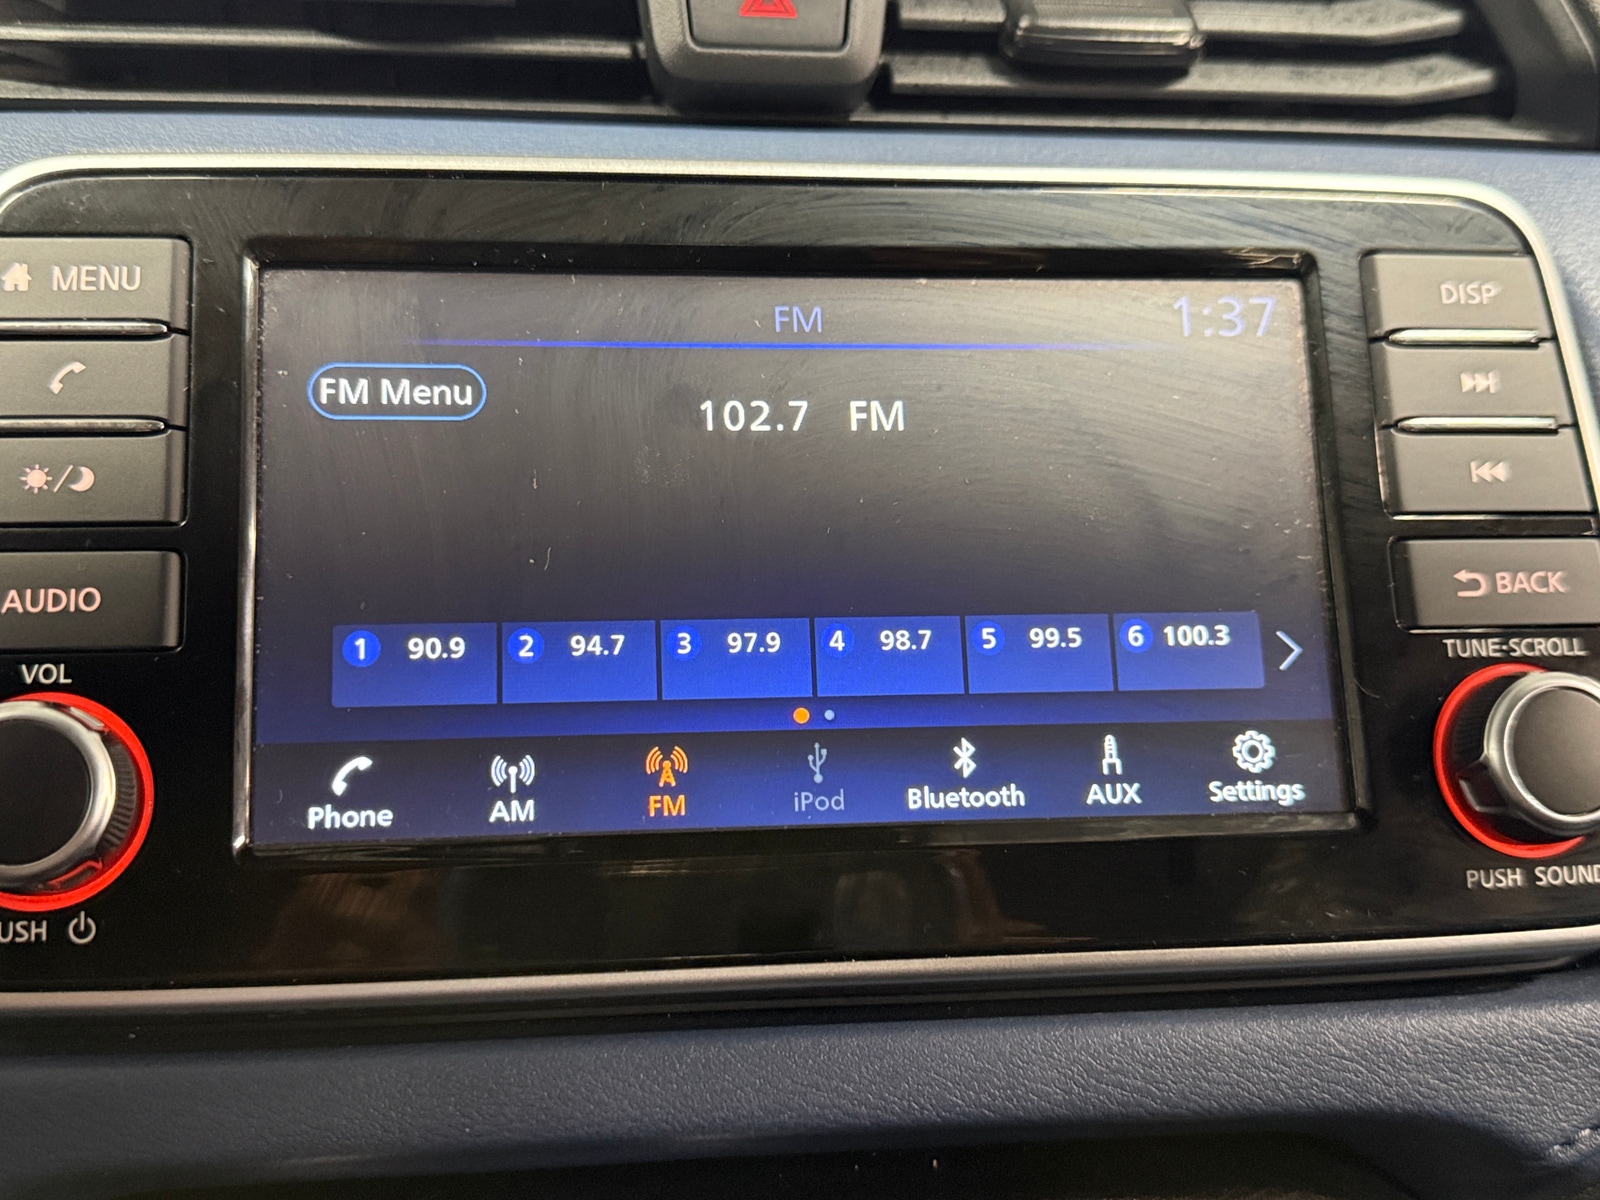 MENU
DISP
FM
1:37
FM Menu
102.7 FM
AUDIO
BACK
1 90.9
2 94.7
3 97.9
4 98.7
5 99.5
6 100.3
VOL
TUNE·SCROLL
Phone
AM
FM
iPod
Bluetooth
AUX
Settings
USH
PUSH SOUND